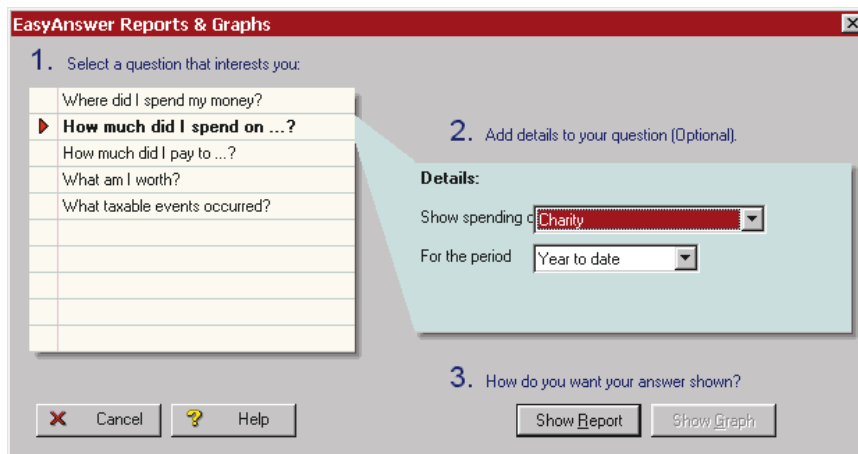 EasyAnswer Reports & Graphs
1. Select a question that interests you:
Where did I spend my money?
How much did I spend on ...?
How much did I pay to ...?
What am I worth?
What taxable events occurred?
2. Add details to your question (Optional).
Details:
Show spending
Charity
For the period
Year to date
3. How do you want your answer shown?
Cancel
Help
Show Report
Show Graph